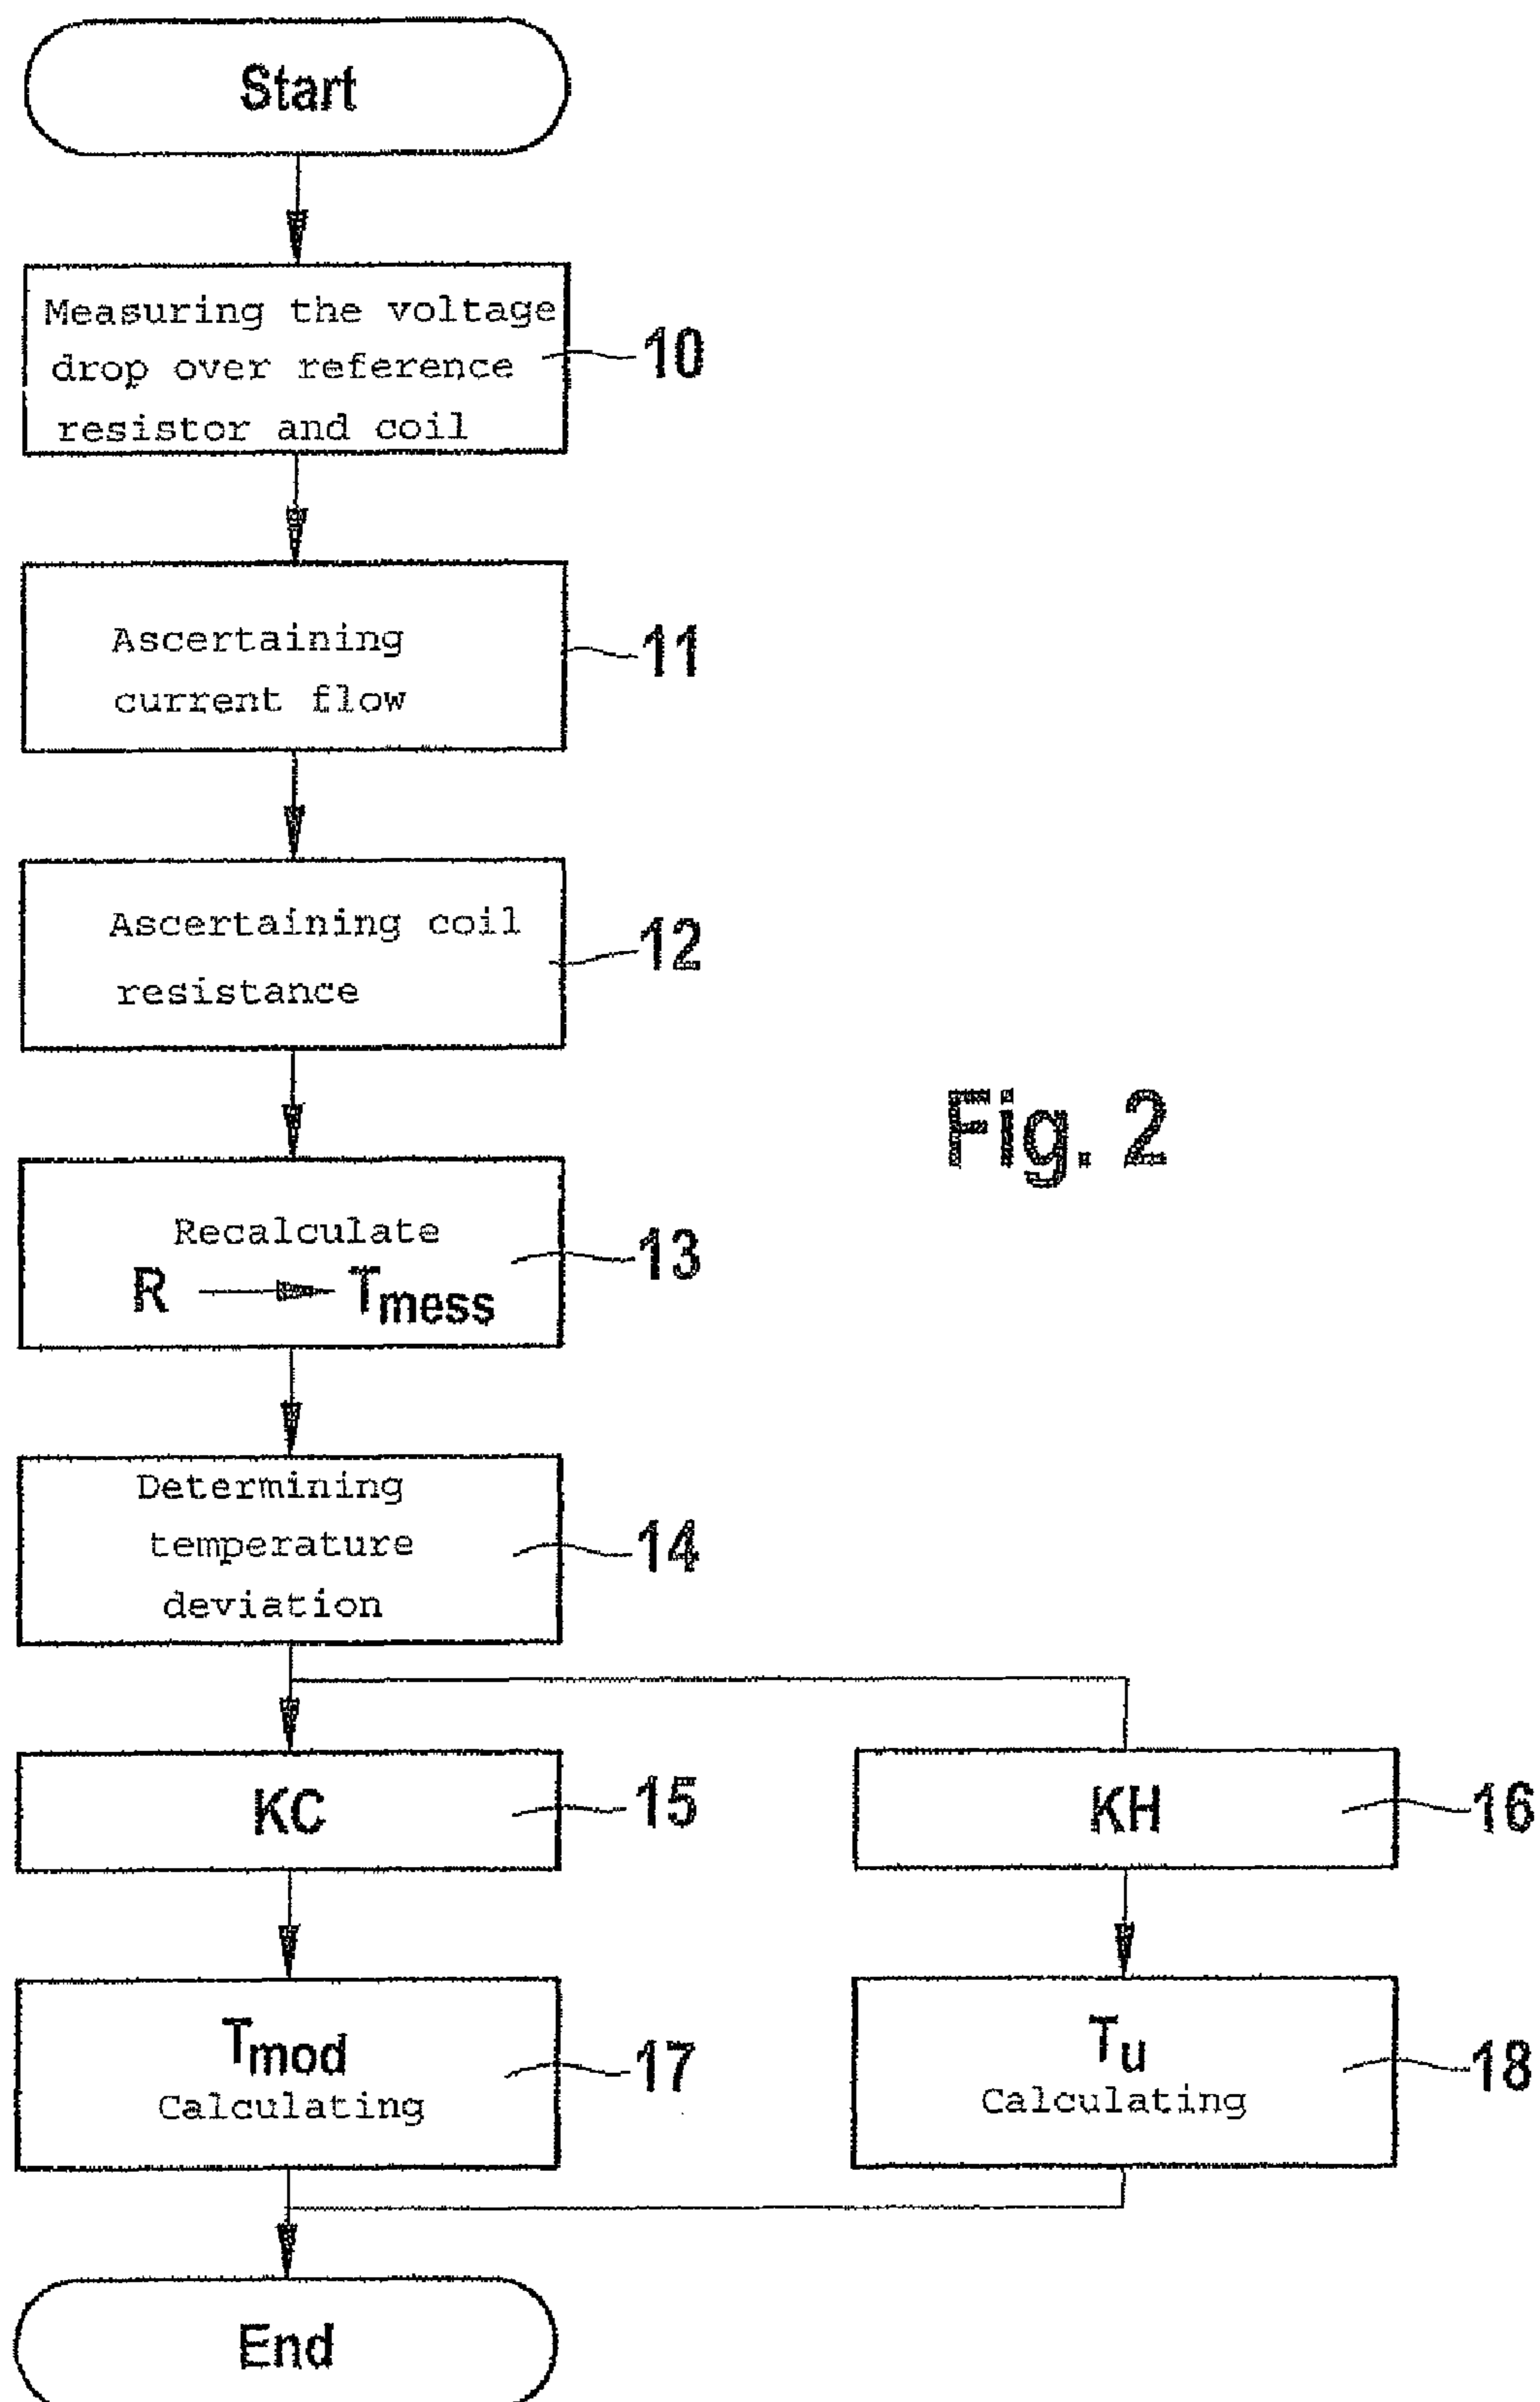 Start
Measuring the voltage
drop over reference
resistor and coil
10
Ascertaining
current flow
11
Ascertaining coil
resistance
12
Fig. 2
Recalculate
R Tmess
13
Determining
temperature
deviation
14
KC
15
KH
16
Tmod
Calculating
17
Tu
Calculating
18
End